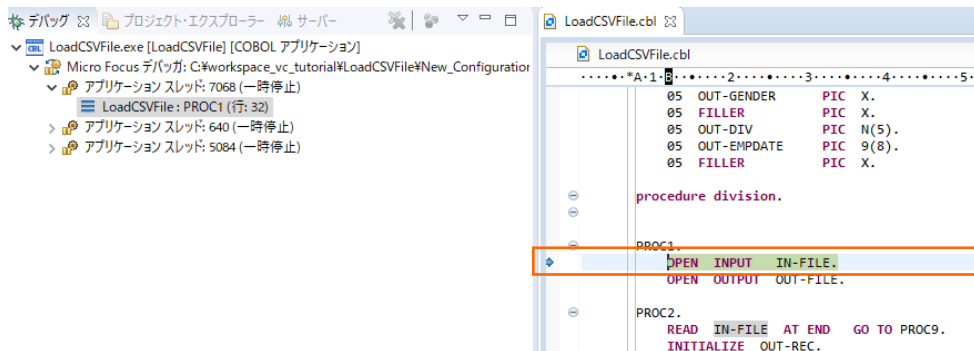 デバッグ プロジェクト・エクスプローラー サーバー
LoadCSVFile.exe [LoadCSVFile] [COBOL アプリケーション]
Micro Focus デバッガ: C:¥workspace_vc_tutorial¥LoadCSVFile¥New_Configuration
アプリケーション スレッド: 7068 (一時停止)
LoadCSVFile : PROC1 (行: 32)
アプリケーション スレッド: 640 (一時停止)
アプリケーション スレッド: 5084 (一時停止)
LoadCSVFile.cbl
LoadCSVFile.cbl
·····*A·1·B··•····2····•····3····•····4····•····5·
05 OUT-GENDER PIC X.
05 FILLER PIC X.
05 OUT-DIV PIC N(5).
05 OUT-EMPDATE PIC 9(8).
05 FILLER PIC X.
procedure division.
PROC1.
OPEN INPUT IN-FILE.
OPEN OUTPUT OUT-FILE.
PROC2.
READ IN-FILE AT END GO TO PROC9.
INITIALIZE OUT-REC.